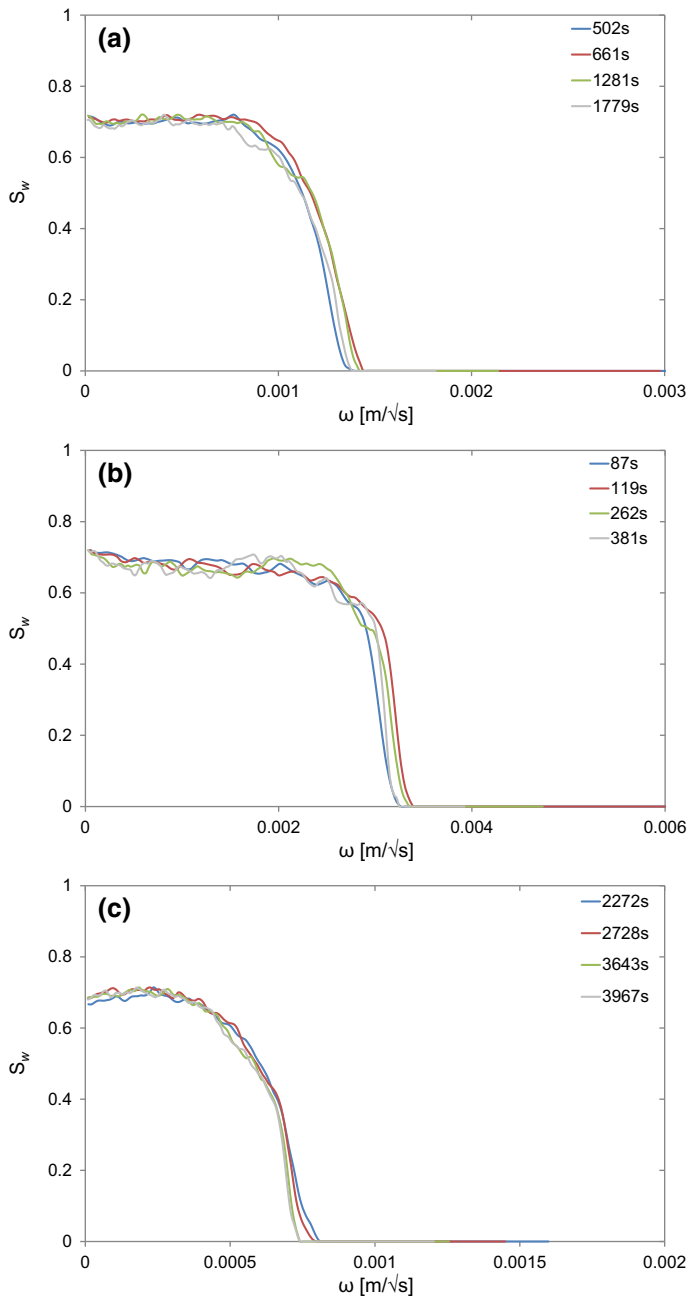 (a)
502s
661s
1281s
1779s
1
0.8
0.6
0.4
0.2
0
S_w
0 0.001 0.002 0.003
ω [m/√s]
(b)
87s
119s
262s
381s
1
0.8
0.6
0.4
0.2
0
S_w
0 0.002 0.004 0.006
ω [m/√s]
(c)
2272s
2728s
3643s
3967s
1
0.8
0.6
0.4
0.2
0
S_w
0 0.0005 0.001 0.0015 0.002
ω [m/√s]